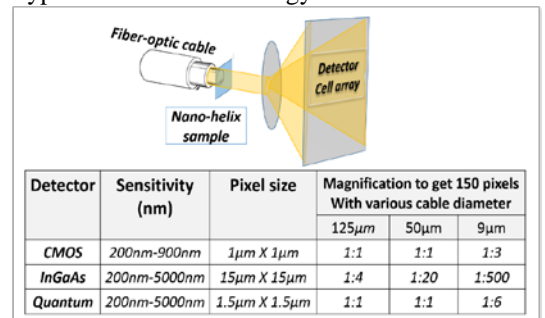 Fiber-optic cable
Detector
Cell array
Nano-helix
sample
Detector Sensitivity (nm) Pixel size Magnification to get 150 pixels With various cable diameter
125µm 50µm 9µm
CMOS 200nm-900nm 1µm X 1µm 1:1 1:1 1:3
InGaAs 200nm-5000nm 15µm X 15µm 1:4 1:20 1:500
Quantum 200nm-5000nm 1.5µm X 1.5µm 1:1 1:1 1:6